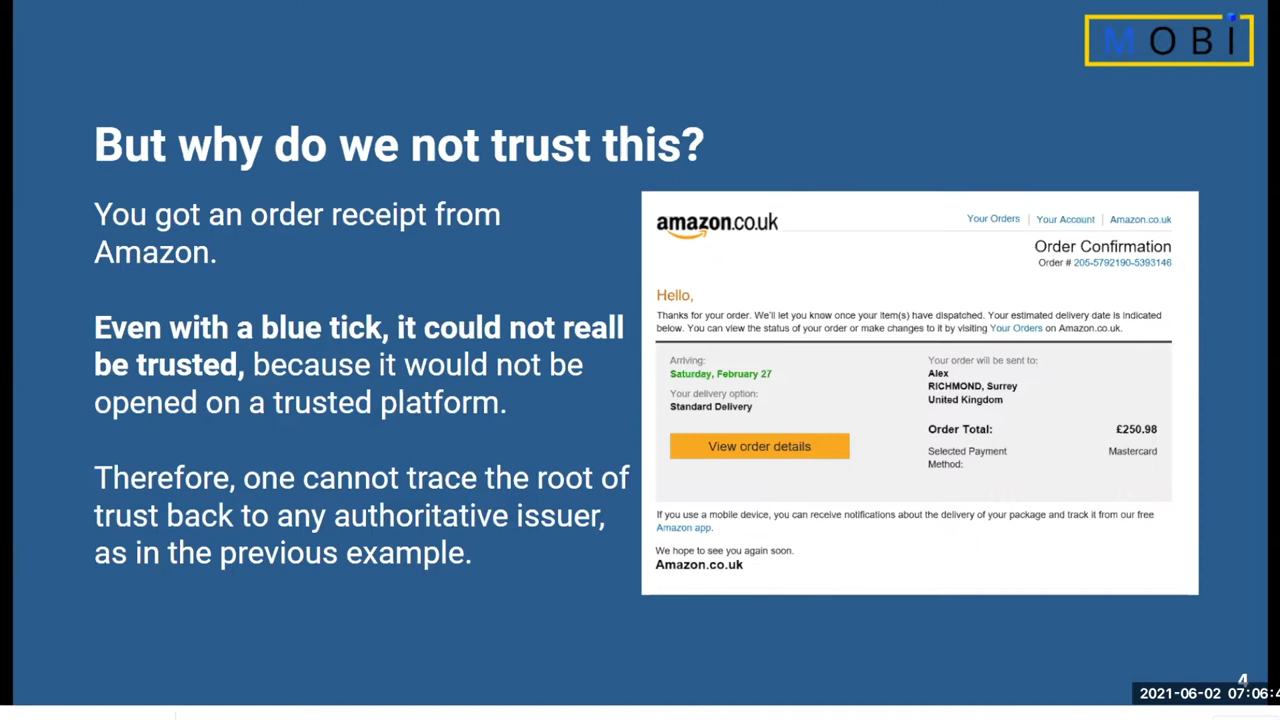 MOBi
But why do we not trust this?
You got an order receipt from
Amazon.
Even with a blue tick, it could not reall
be trusted, because it would not be
opened on a trusted platform.
Therefore, one cannot trace the root of
trust back to any authoritative issuer,
as in the previous example.
amazon.co.uk
Your Orders | Your Account | Amazon.co.uk
Order Confirmation
Order # 205-5792190-5393146
Hello,
Thanks for your order. We'll let you know once your item(s) have dispatched. Your estimated delivery date is indicated
below. You can view the status of your order or make changes to it by visiting Your Orders on Amazon.co.uk.
Arriving:
Saturday, February 27
Your delivery option:
Standard Delivery
View order details
Your order will be sent to:
Alex
RICHMOND, Surrey
United Kingdom
Order Total: £250.98
Selected Payment Mastercard
Method:
If you use a mobile device, you can receive notifications about the delivery of your package and track it from our free
Amazon app.
We hope to see you again soon.
Amazon.co.uk
4
2021-06-02 07:06:4